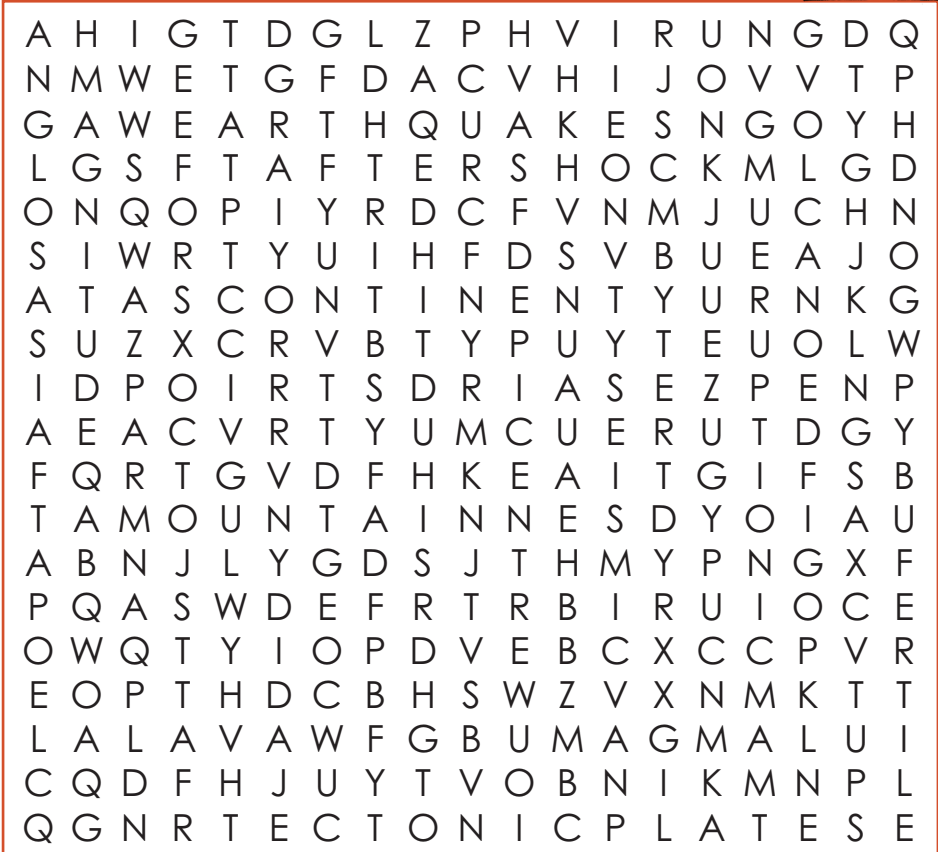 A H I G T D G L Z P H V I R U N G D Q
N M W E T G F D A C V H I J O V V T P
G A W E A R T H Q U A K E S N G O Y H
L G S F T A F T E R S H O C K M L G D
O N Q O P I Y R D C F V N M J U C H N
S I W R T Y U I H F D S V B U E A J O
A T A S C O N T I N E N T Y U R N K G
S U Z X C R V B T Y P U Y T E U O L W
I D P O I R T S D R I A S E Z P E N P
A E A C V R T Y U M C U E R U T D G Y
F Q R T G V D F H K E A I T G I F S B
T A M O U N T A I N N E S D Y O I A U
A B N J L Y G D S J T H M Y P N G X F
P Q A S W D E F R T R B I R U I O C E
O W Q T Y I O P D V E B C X C C P V R
E O P T H D C B H S W Z V X N M K T T
L A L A V A W F G B U M A G M A L U I
C Q D F H J U Y T V O B N I K M N P L
Q G N R T E C T O N I C P L A T E S E